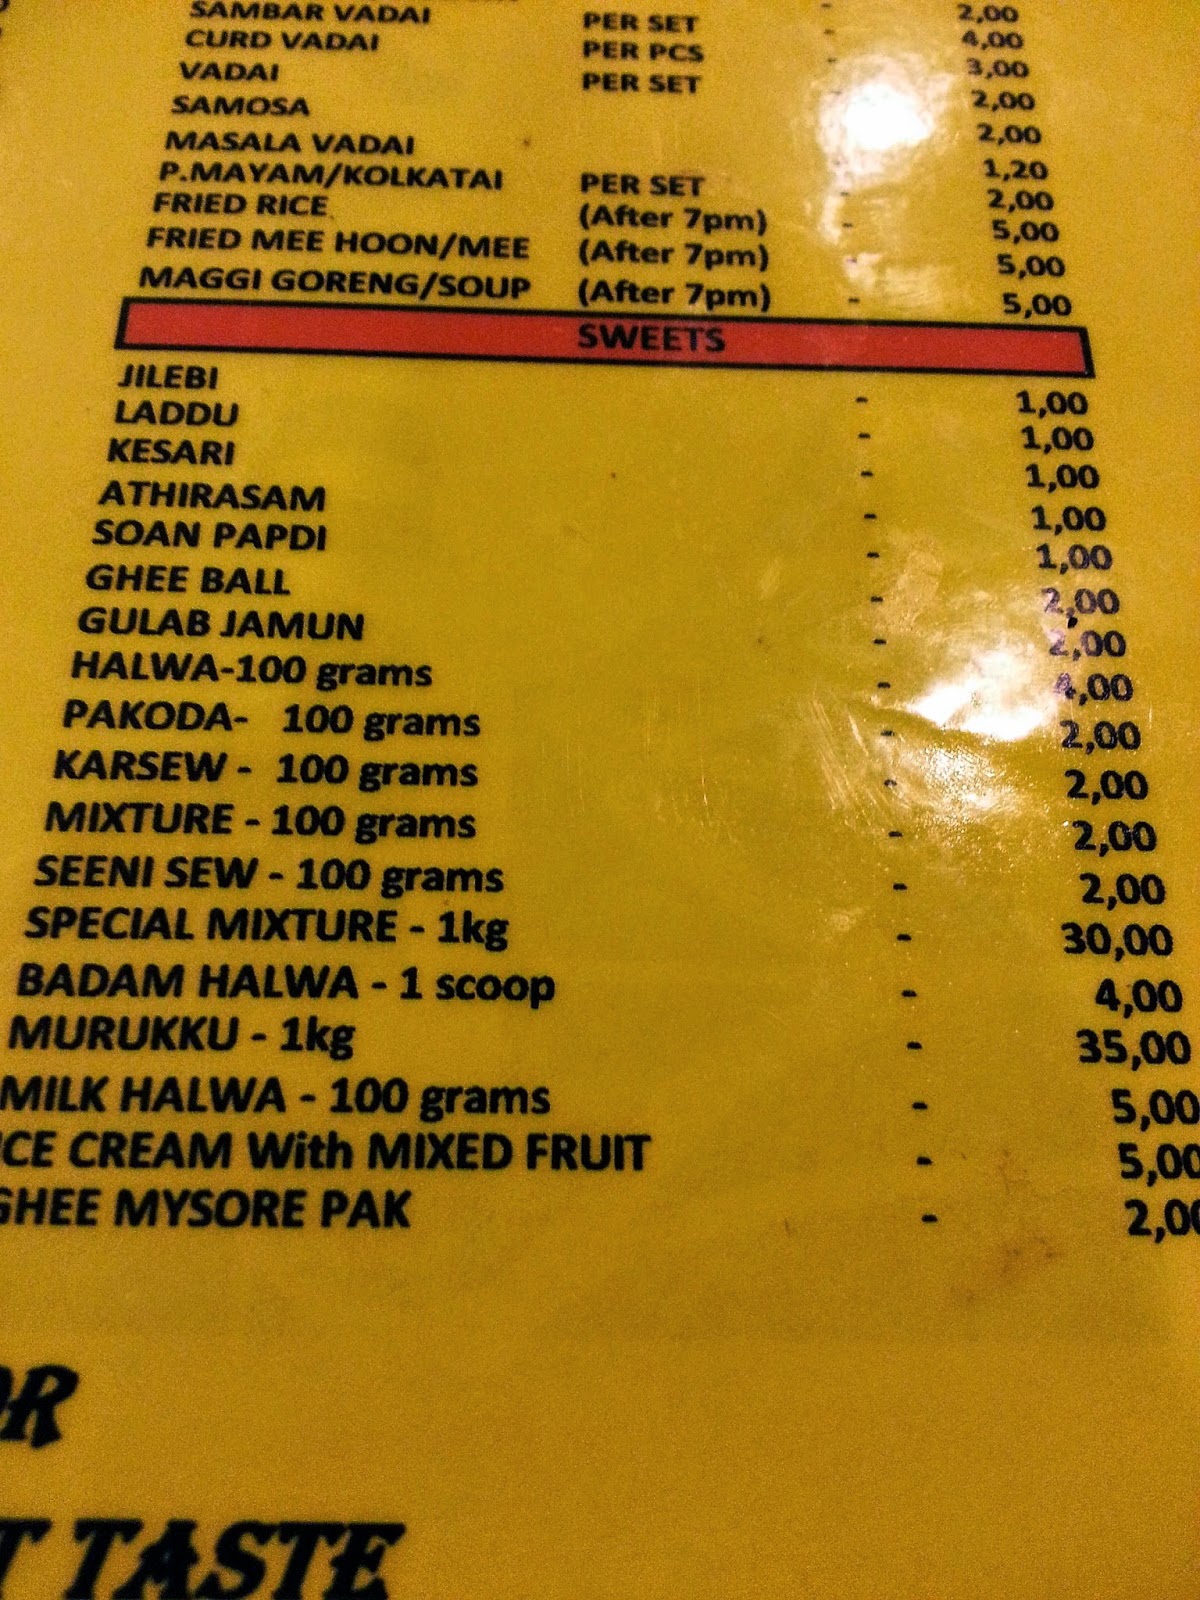 2,00
SAMBAR VADAI PER SET - 4,00
CURD VADAI PER PCS - 3,00
VADAI PER SET 2,00
SAMOSA 2,00
MASALA VADAI 1,20
P.MAYAM/KOLKATAI PER SET - 2,00
FRIED RICE (After 7pm) - 5,00
FRIED MEE HOON/MEE (After 7pm) - 5,00
MAGGI GORENG/SOUP (After 7pm) - 5,00
SWEETS
JILEBI - 1,00
LADDU - 1,00
KESARI - 1,00
ATHIRASAM - 1,00
SOAN PAPDI - 1,00
GHEE BALL - 2,00
GULAB JAMUN - 2,00
HALWA-100 grams - 4,00
PAKODA- 100 grams - 2,00
KARSEW - 100 grams - 2,00
MIXTURE - 100 grams - 2,00
SEENI SEW - 100 grams - 2,00
SPECIAL MIXTURE - 1kg - 30,00
BADAM HALWA - 1 scoop - 4,00
MURUKKU - 1kg - 35,00
MILK HALWA - 100 grams - 5,00
ICE CREAM With MIXED FRUIT - 5,00
GHEE MYSORE PAK - 2,00
OR
T TASTE